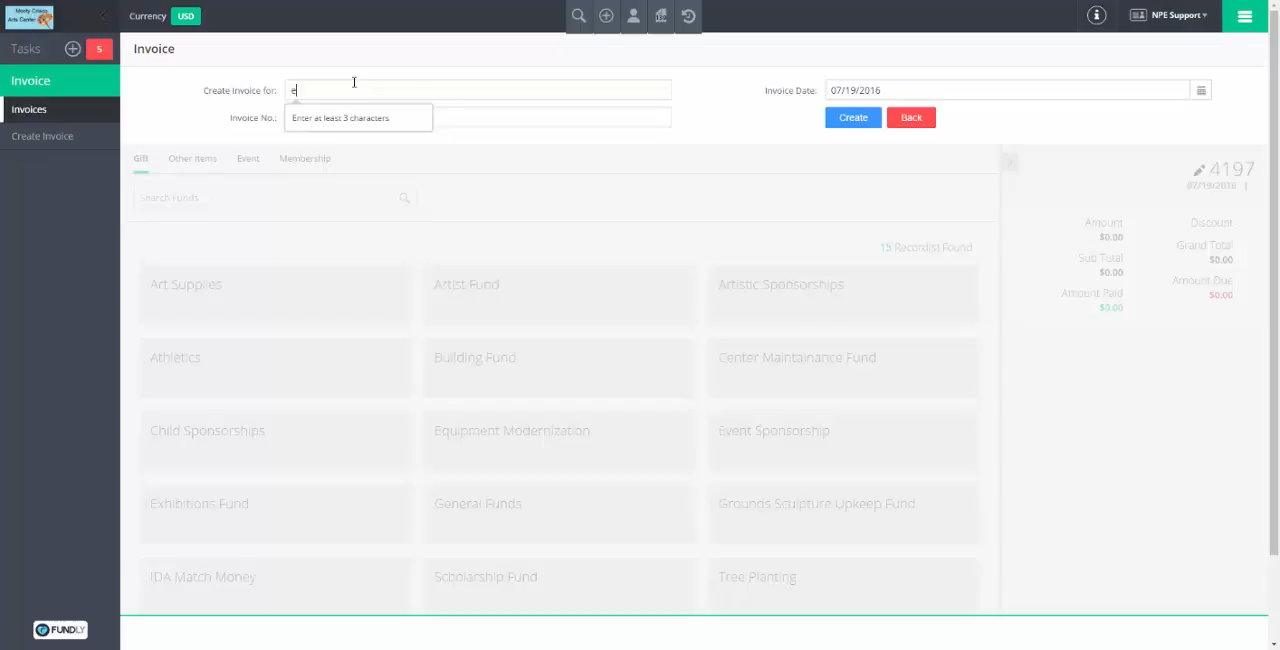 Monty Criado
Arts Center
Currency USD
NPE Support
Tasks 5
Invoice
Invoice
Invoices
Create Invoice
Create Invoice for: e
Invoice Date: 07/19/2016
Enter at least 3 characters
Invoice No.:
Create Back
Gift Other Items Event Membership
Search Funds
15 Record(s) Found
4197
07/19/2016 |
Amount
$0.00
Discount
Sub Total
$0.00
Grand Total
$0.00
Amount Paid
$0.00
Amount Due
$0.00
Art Supplies Artist Fund Artistic Sponsorships
Athletics Building Fund Center Maintainance Fund
Child Sponsorships Equipment Modernization Event Sponsorship
Exhibitions Fund General Funds Grounds Sculpture Upkeep Fund
IDA Match Money Scholarship Fund Tree Planting
FUNDLY